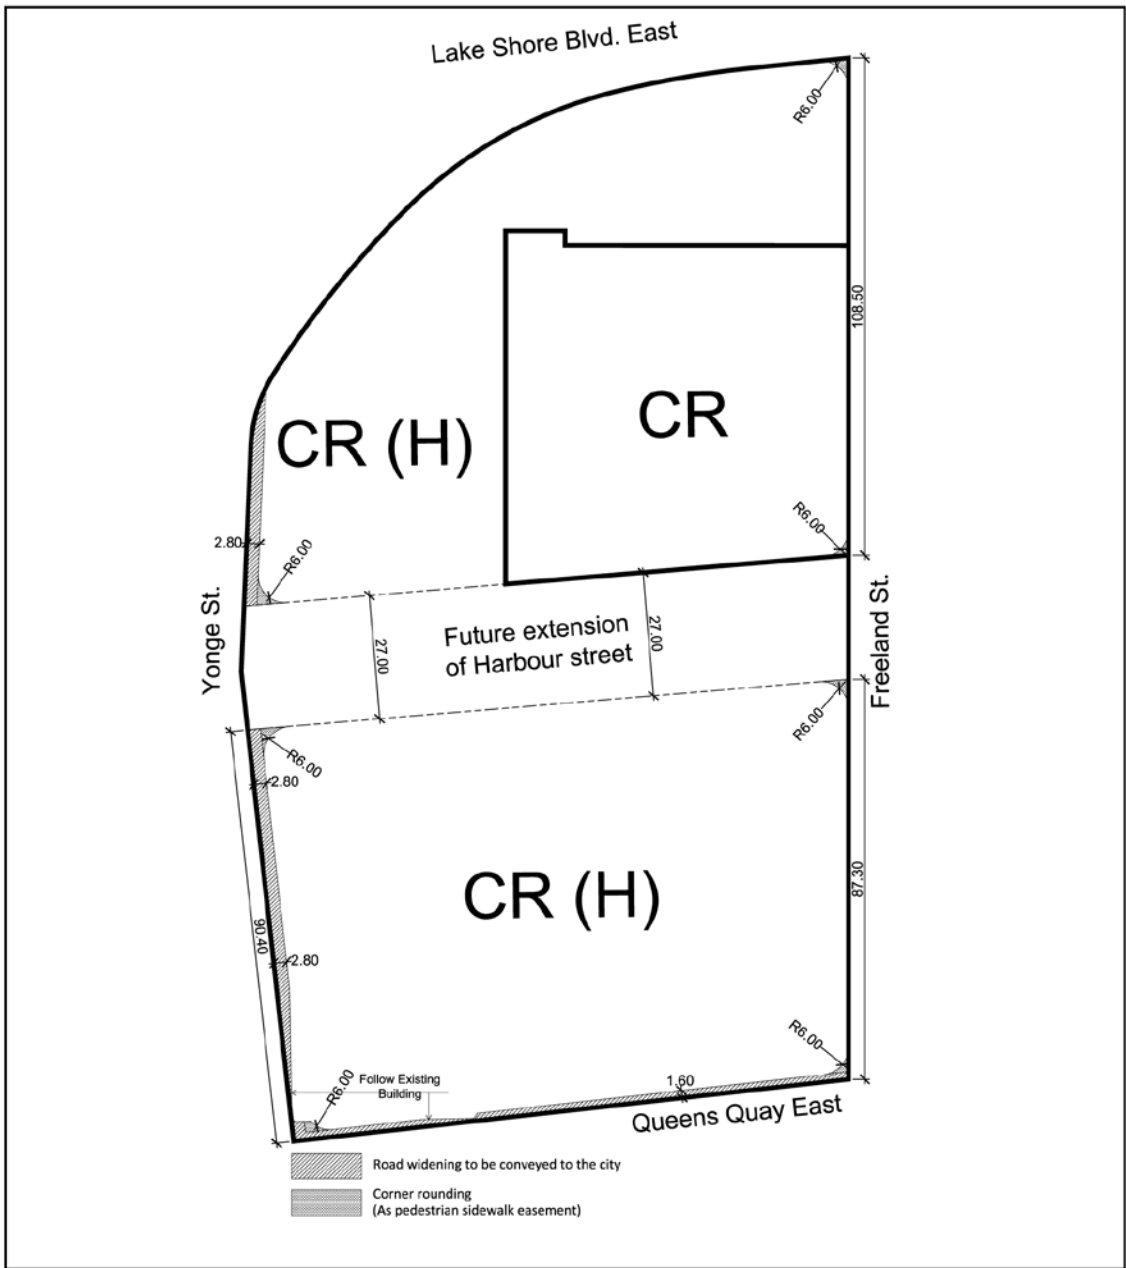 Lake Shore Blvd. East
R6.00
108.50
CR (H)
CR
R6.00
2.80
R6.00
Yonge St.
27.00
Future extension
of Harbour street
27.00
Freeland St.
R6.00
R6.00
2.80
CR (H)
87.30
90.40
2.80
R6.00
R6.00
Follow Existing
Building
1.60
Queens Quay East
Road widening to be conveyed to the city
Corner rounding
(As pedestrian sidewalk easement)